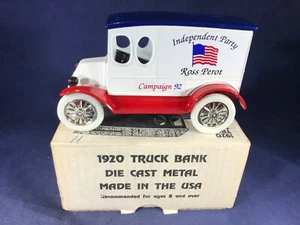 Independent Party
Ross Perot
Campaign 92
1920 TRUCK BANK
DIE CAST METAL
MADE IN THE USA
Recommended for ages 8 and over